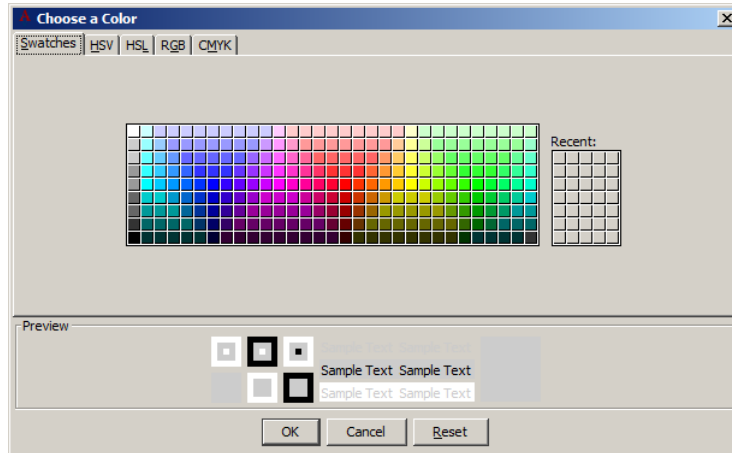 Choose a Color
Swatches HSV HSL RGB CMYK
Recent:
Preview
Sample Text Sample Text
Sample Text Sample Text
Sample Text Sample Text
OK Cancel Reset